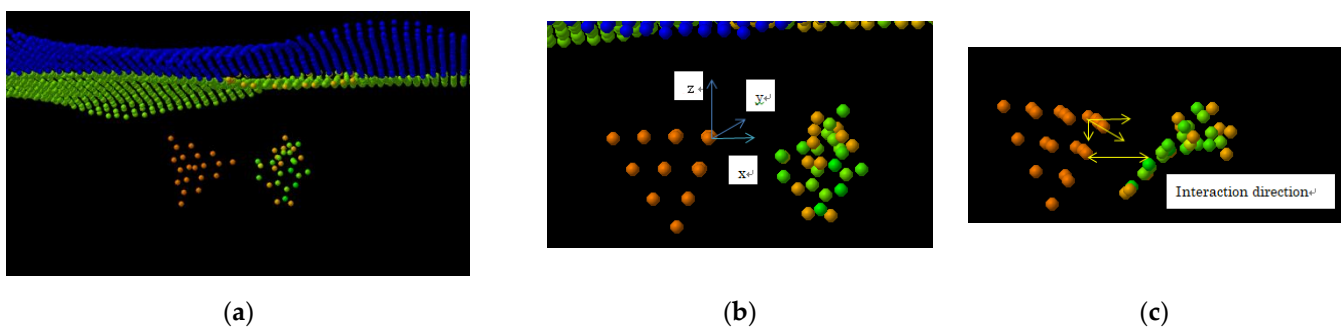 z ↵
y↵
x↵
Interaction direction↵
(a)
(b)
(c)